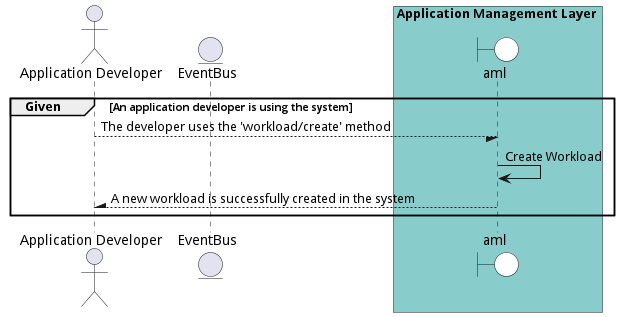 Application Management Layer
Application Developer
EventBus
aml
Given
[An application developer is using the system]
The developer uses the 'workload/create' method
Create Workload
A new workload is successfully created in the system
Application Developer
EventBus
aml